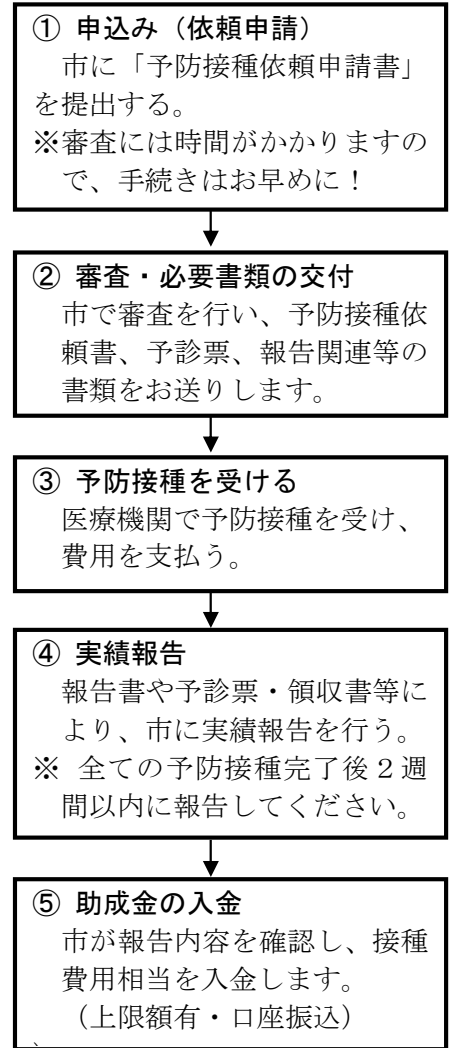 ① 申込み（依頼申請）
市に「予防接種依頼申請書」
を提出する。
※審査には時間がかかりますの
で、手続きはお早めに！
② 審査・必要書類の交付
市で審査を行い、予防接種依
頼書、予診票、報告関連等の
書類をお送りします。
③ 予防接種を受ける
医療機関で予防接種を受け、
費用を支払う。
④ 実績報告
報告書や予診票・領収書等に
より、市に実績報告を行う。
※ 全ての予防接種完了後２週
間以内に報告してください。
⑤ 助成金の入金
市が報告内容を確認し、接種
費用相当を入金します。
（上限額有・口座振込）